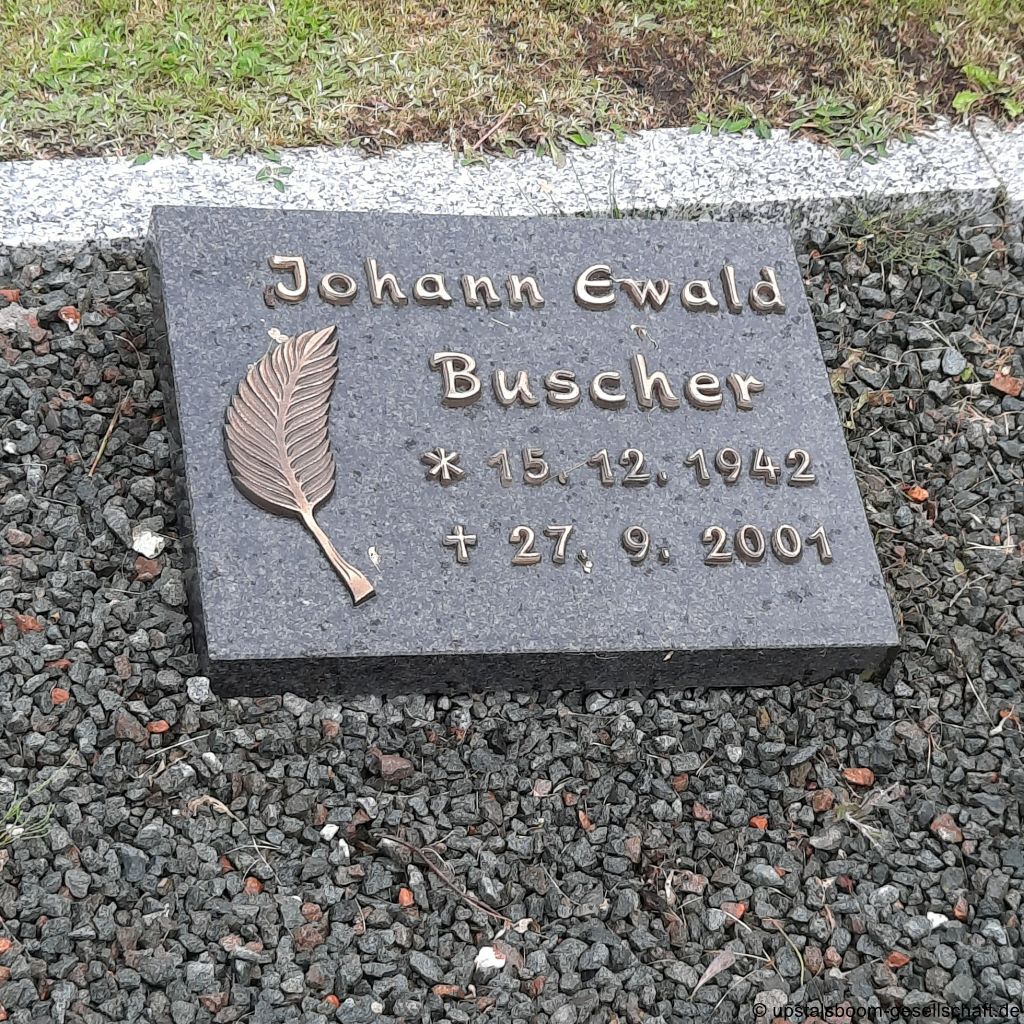 Johann Ewald
Buscher
* 15. 12. 1942
† 27. 9. 2001
© upstalsboom-gesellschaft.de